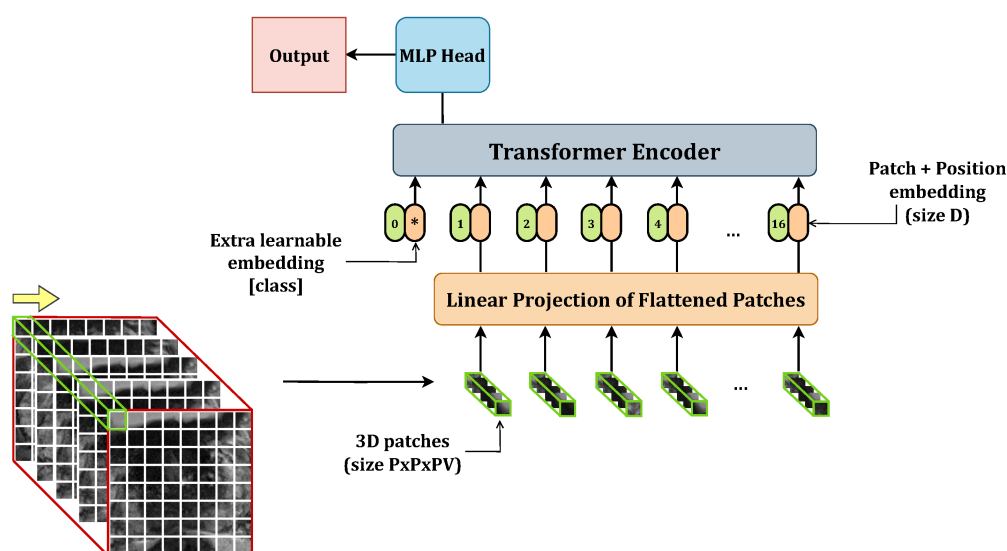 Output
MLP Head
Transformer Encoder
Patch + Position
embedding
(size D)
0 * 1 2 3 4 ... 16
Extra learnable
embedding
[class]
Linear Projection of Flattened Patches
...
3D patches
(size PxPxPV)